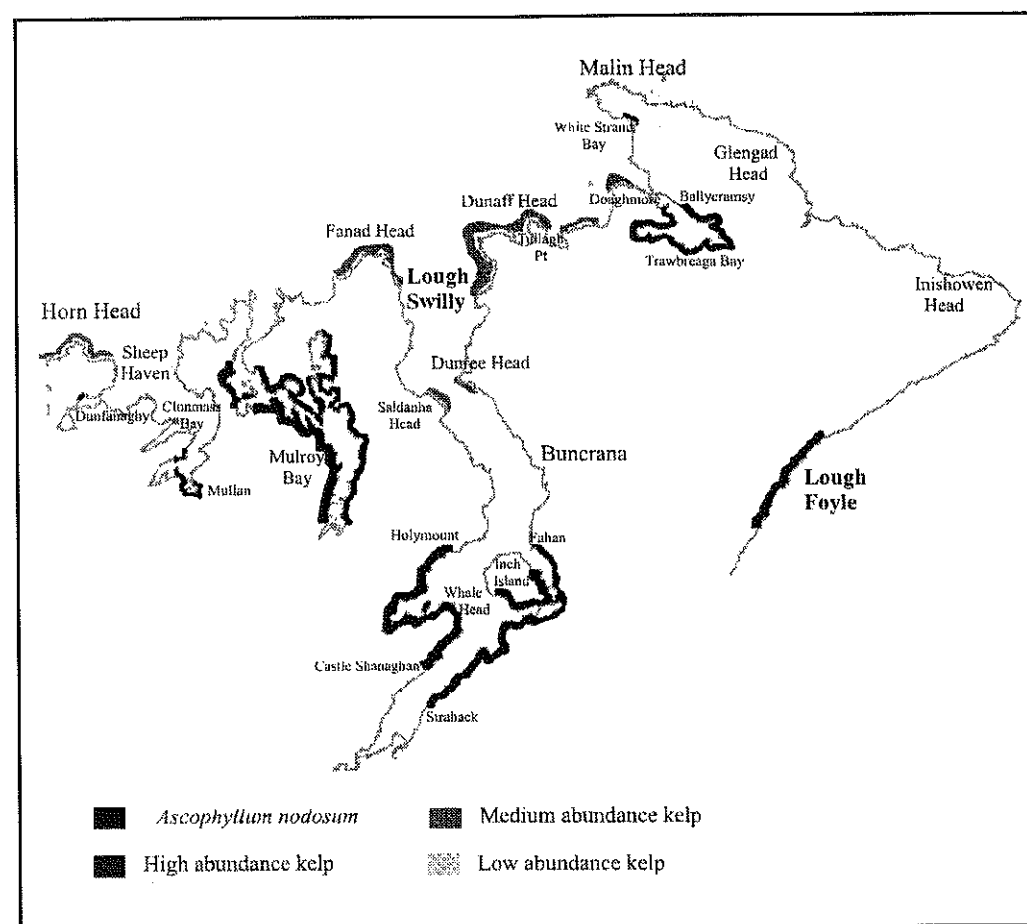 Malin Head
White Strand
Bay
Glengad
Head
Dunaff Head
Doaghmore
Ballycramsy
Fanad Head
Tullagh
Pt
Trawbreaga Bay
Lough
Swilly
Inishowen
Head
Horn Head
Sheep
Haven
Dunree Head
Dunfanaghy
Clonmass
Bay
Saldanha
Head
Mulroy
Bay
Buncrana
Mullan
Lough
Foyle
Holymount
Fahan
Inch
Island
Whale
Head
Castle Shanaghan
Strahack
Ascophyllum nodosum
Medium abundance kelp
High abundance kelp
Low abundance kelp